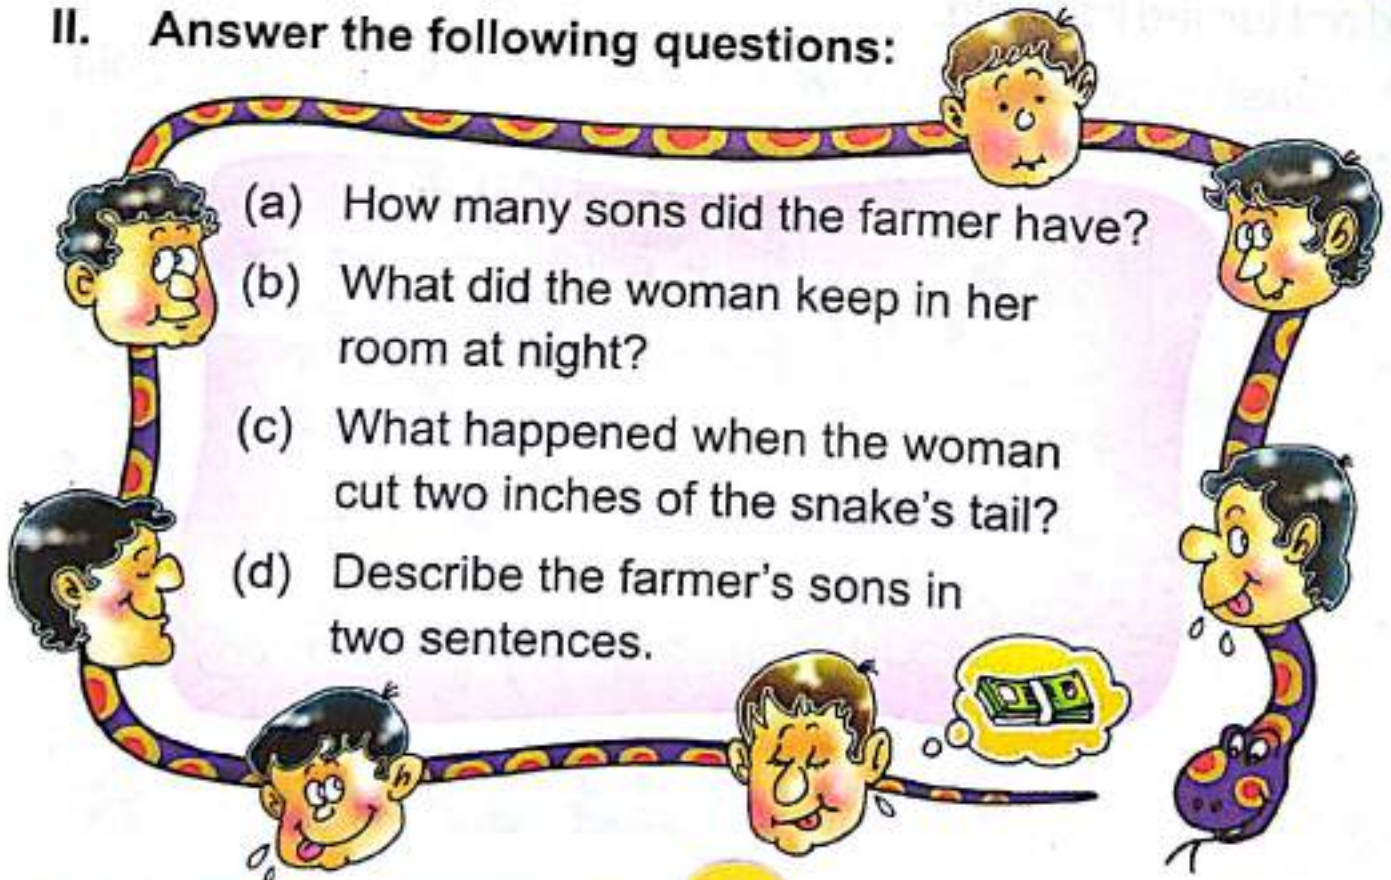 II. Answer the following questions:
(a) How many sons did the farmer have?
(b) What did the woman keep in her
room at night?
(c) What happened when the woman
cut two inches of the snake's tail?
(d) Describe the farmer's sons in
two sentences.